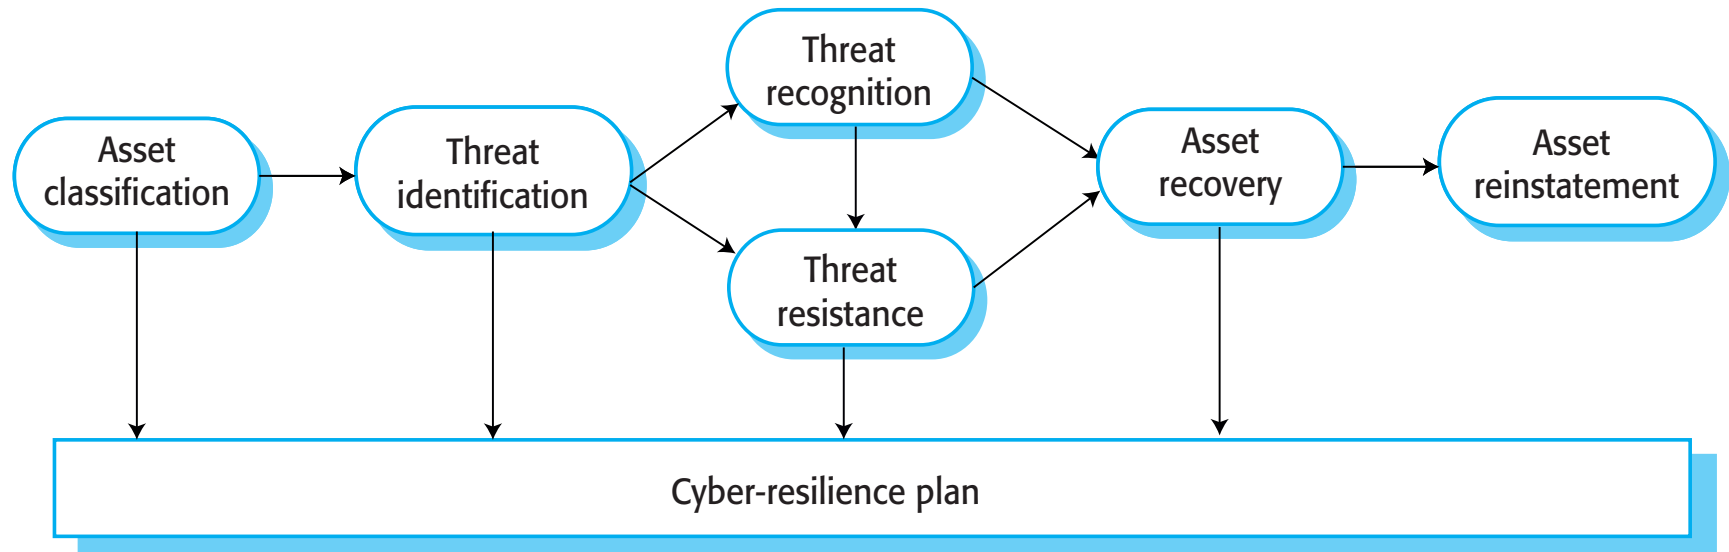 Asset
classification
Threat
identification
Threat
recognition
Threat
resistance
Asset
recovery
Asset
reinstatement
Cyber-resilience plan